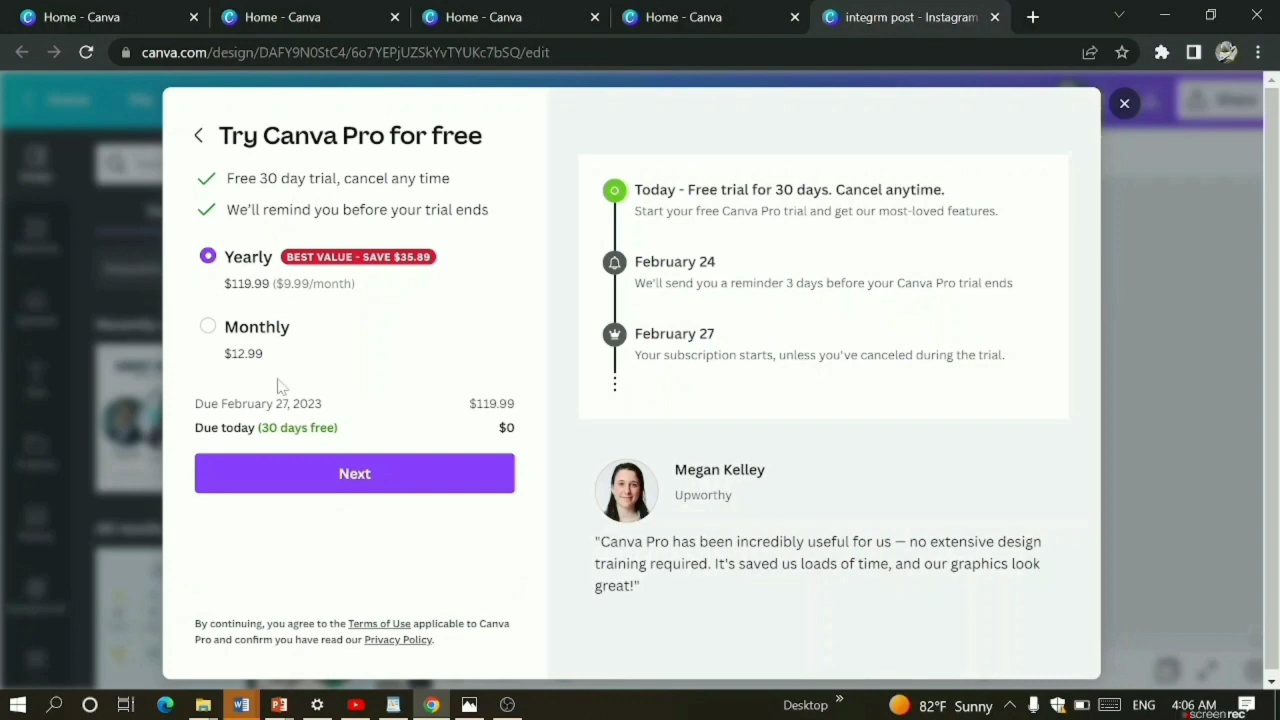 Home - Canva
Home - Canva
Home - Canva
Home - Canva
integrm post - Instagram
canva.com/design/DAFY9N0StC4/6o7YEPjUZSkYvTYUKc7bSQ/edit
Home
Share
Try Canva Pro for free
Free 30 day trial, cancel any time
We'll remind you before your trial ends
Yearly BEST VALUE - SAVE $35.89
$119.99 ($9.99/month)
Monthly
$12.99
Due February 27, 2023 $119.99
Due today (30 days free) $0
Next
By continuing, you agree to the Terms of Use applicable to Canva
Pro and confirm you have read our Privacy Policy.
Today - Free trial for 30 days. Cancel anytime.
Start your free Canva Pro trial and get our most-loved features.
February 24
We'll send you a reminder 3 days before your Canva Pro trial ends
February 27
Your subscription starts, unless you've canceled during the trial.
Megan Kelley
Upworthy
"Canva Pro has been incredibly useful for us — no extensive design
training required. It's saved us loads of time, and our graphics look
great!"
Desktop » 82°F Sunny ENG 4:06 AM
screenrec